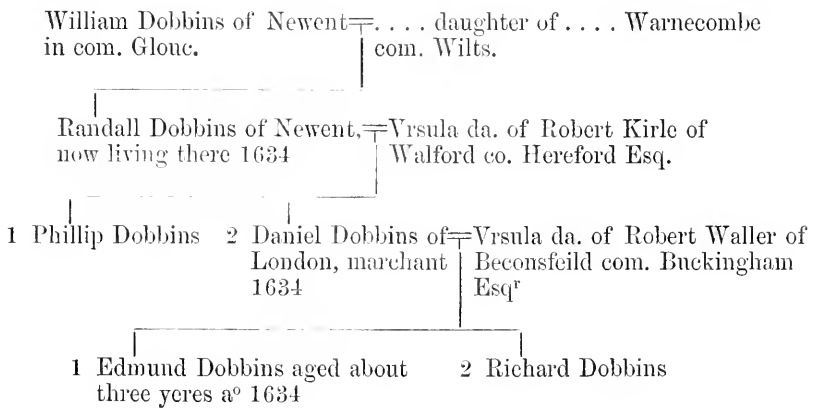 William Dobbins of Newent=. . . . daughter of . . . . Warnecombe
in com. Glouc. com. Wilts.
Randall Dobbins of Newent,=Vrsula da. of Robert Kirle of
now living there 1634 Walford co. Hereford Esq.
1 Phillip Dobbins 2 Daniel Dobbins of=Vrsula da. of Robert Waller of
London, marchant Beconsfeild com. Buckingham
1634 Esqʳ
1 Edmund Dobbins aged about 2 Richard Dobbins
three yeres aº 1634